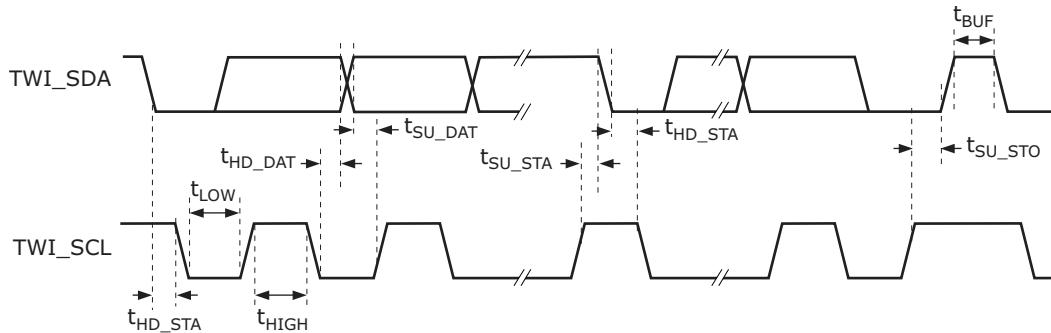 t_BUF
TWI_SDA
t_SU_DAT
t_HD_STA
t_HD_DAT
t_SU_STA
t_SU_STO
t_LOW
TWI_SCL
t_HD_STA
t_HIGH